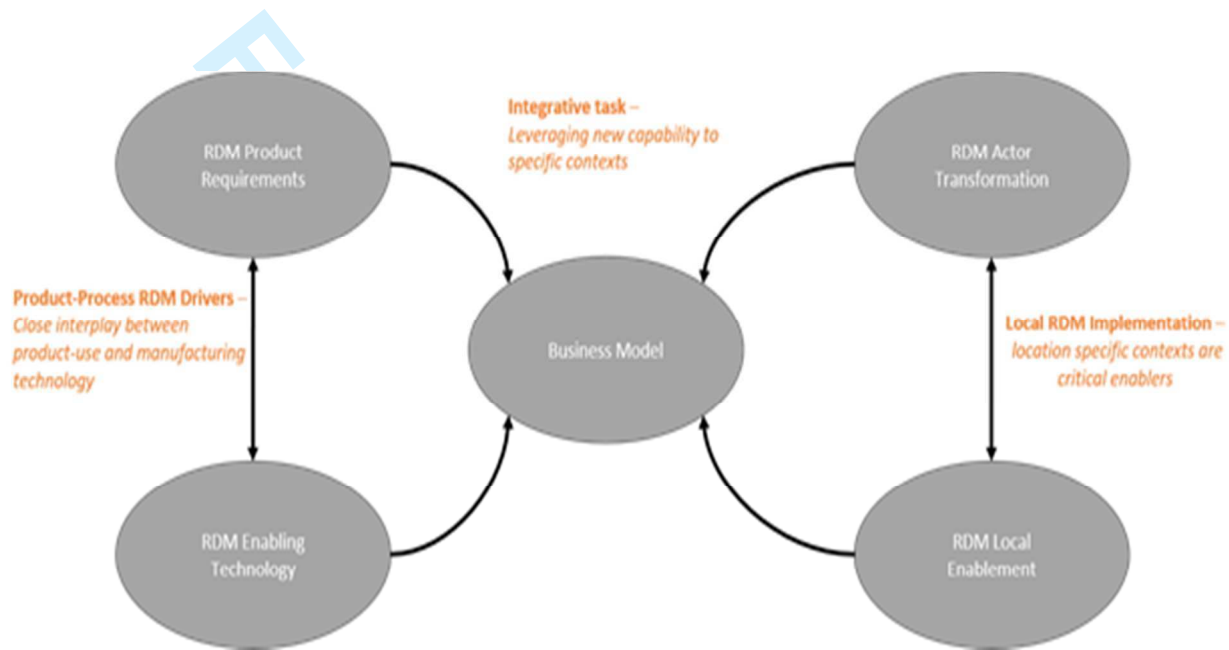 F
Integrative task –
Leveraging new capability to
specific contexts
RDM Product
Requirements
RDM Actor
Transformation
Product-Process RDM Drivers –
Close interplay between
product-use and manufacturing
technology
Business Model
Local RDM Implementation –
location specific contexts are
critical enablers
RDM Enabling
Technology
RDM Local
Enablement